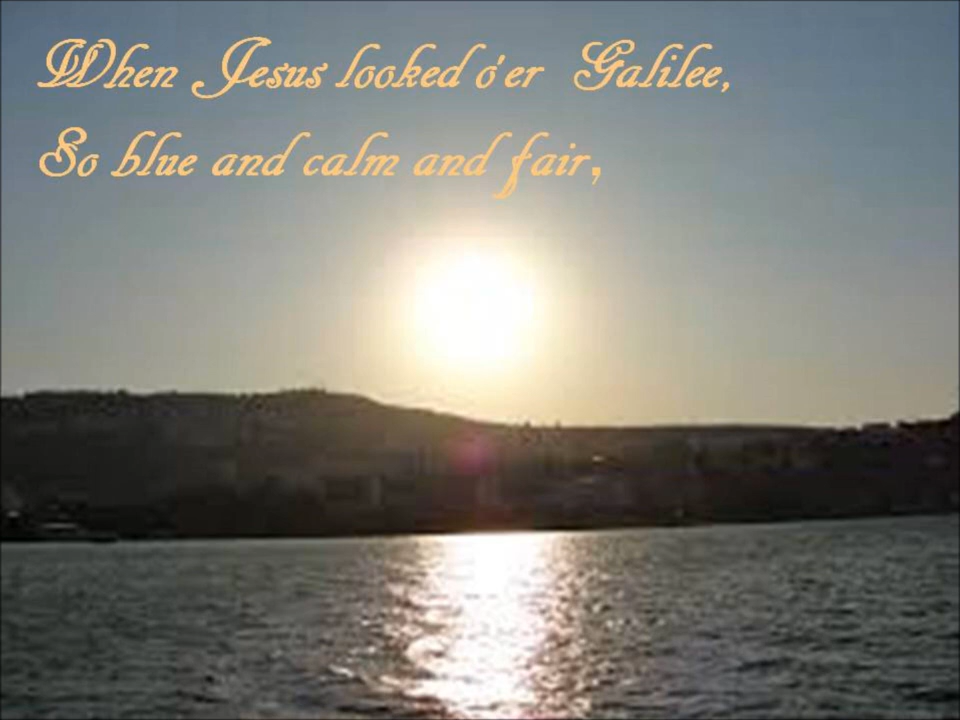 When Jesus looked o'er Galilee,
So blue and calm and fair,